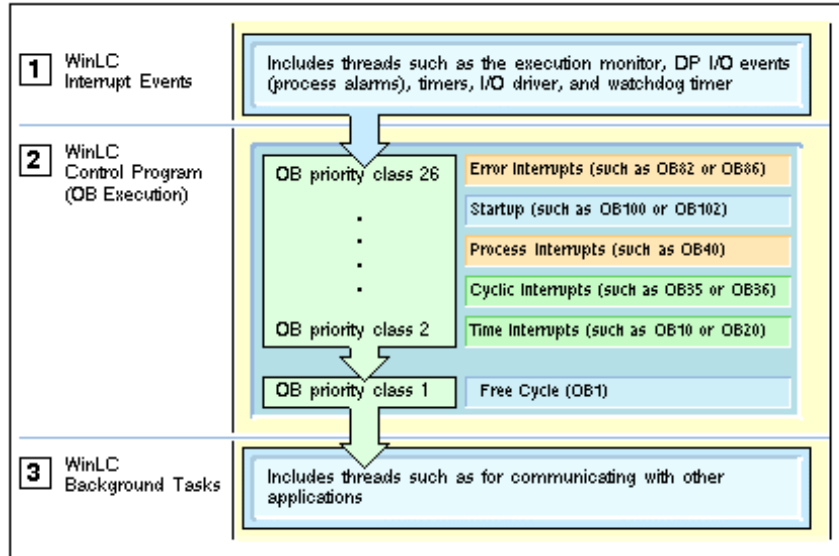 1 WinLC
Interrupt Events
Includes threads such as the execution monitor, DP I/O events
(process alarms), timers, I/O driver, and watchdog timer
2 WinLC
Control Program
(OB Execution)
OB priority class 26
Error Interrupts (such as OB82 or OB86)
Startup (such as OB100 or OB102)
Process Interrupts (such as OB40)
Cyclic Interrupts (such as OB35 or OB36)
OB priority class 2
Time Interrupts (such as OB10 or OB20)
OB priority class 1
Free Cycle (OB1)
3 WinLC
Background Tasks
Includes threads such as for communicating with other
applications